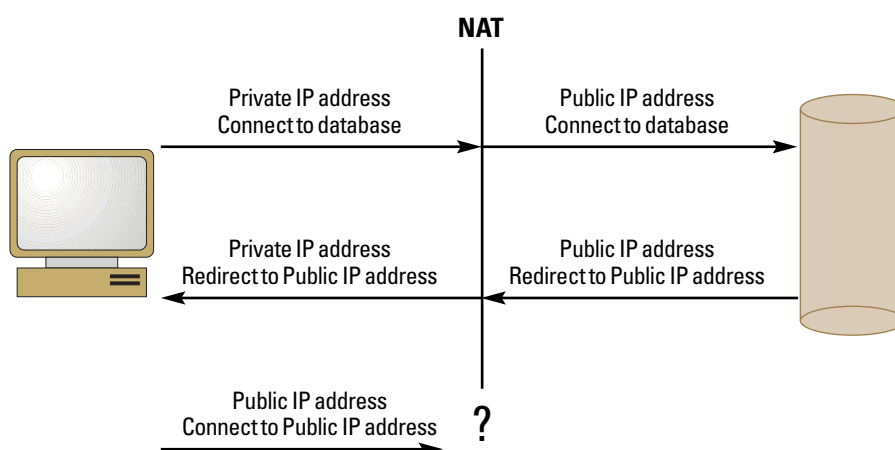 NAT
Private IP address
Connect to database
Public IP address
Connect to database
Private IP address
Redirect to Public IP address
Public IP address
Redirect to Public IP address
Public IP address
Connect to Public IP address
?